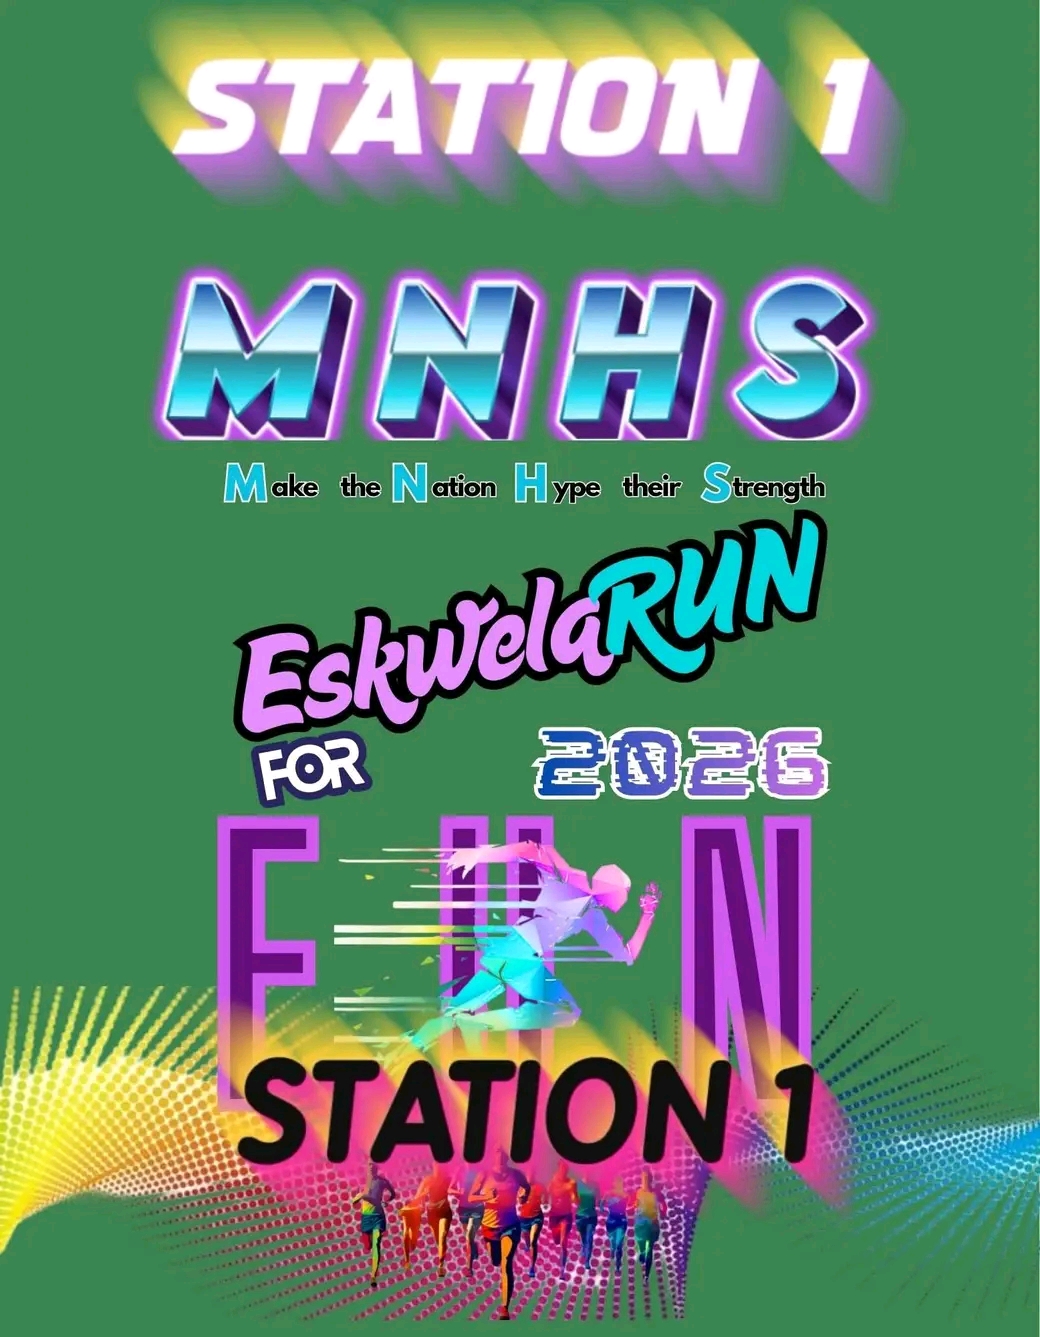 STATION 1
MNHS
Make the Nation Hype their Strength
EskwelaRUN
FOR 2026
FUN
STATION 1